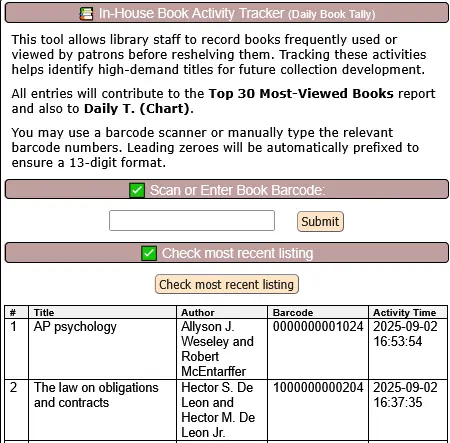 In-House Book Activity Tracker (Daily Book Tally)
This tool allows library staff to record books frequently used or
viewed by patrons before reshelving them. Tracking these activities
helps identify high-demand titles for future collection development.
All entries will contribute to the Top 30 Most-Viewed Books report
and also to Daily T. (Chart).
You may use a barcode scanner or manually type the relevant
barcode numbers. Leading zeroes will be automatically prefixed to
ensure a 13-digit format.
Scan or Enter Book Barcode:
Submit
Check most recent listing
Check most recent listing
# Title Author Barcode Activity Time
1 AP psychology Allyson J. 0000000001024 2025-09-02
Weseley and 16:53:54
Robert
McEntarffer
2 The law on obligations Hector S. De 1000000000204 2025-09-02
and contracts Leon and 16:37:35
Hector M. De
Leon Jr.